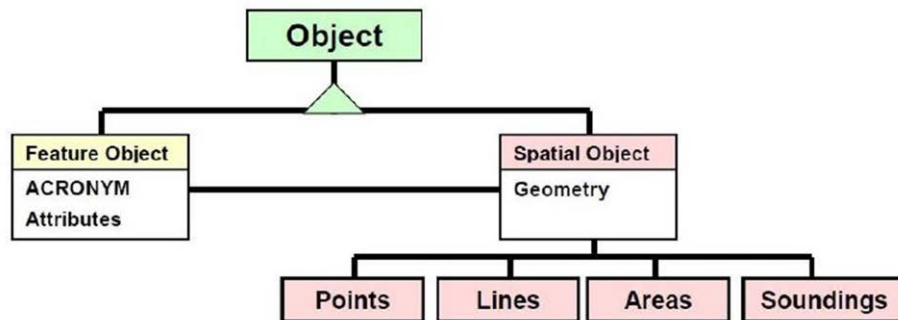 Object
Feature Object
ACRONYM
Attributes
Spatial Object
Geometry
Points
Lines
Areas
Soundings